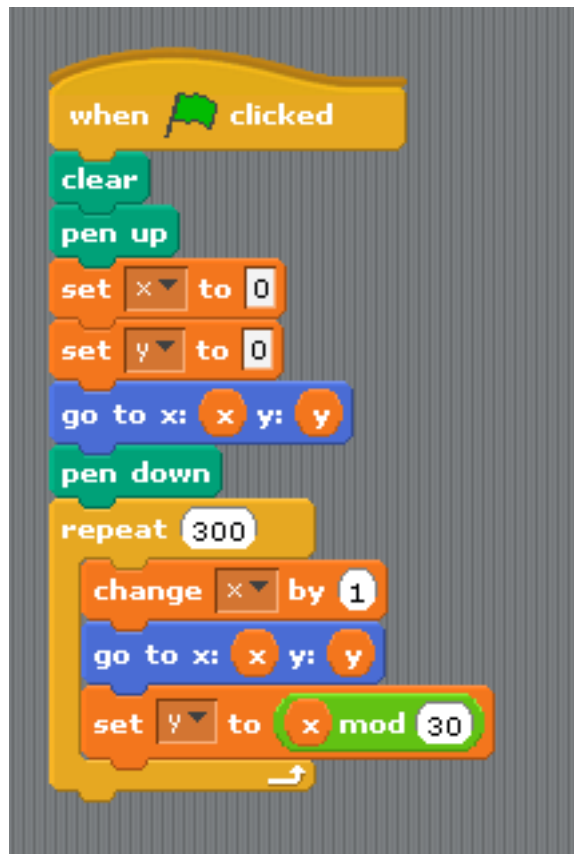 when clicked
clear
pen up
set x to 0
set y to 0
go to x: x y: y
pen down
repeat 300
change x by 1
go to x: x y: y
set y to x mod 30